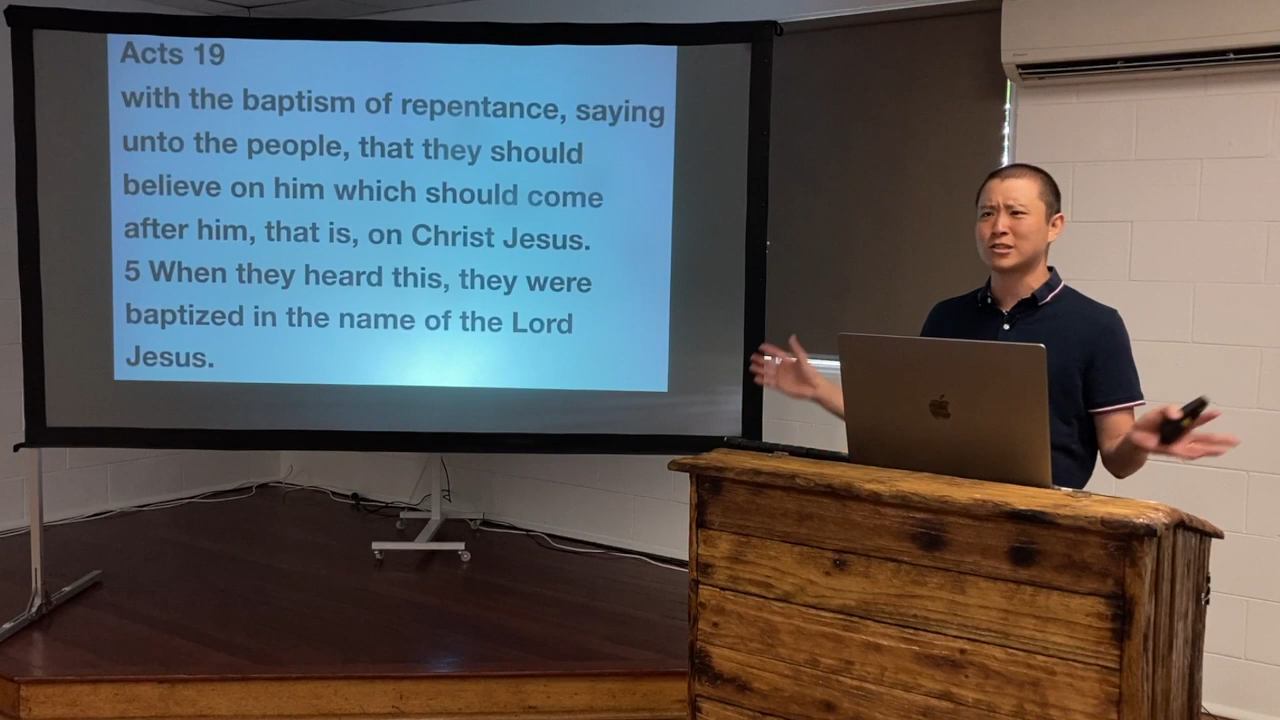 Acts 19
with the baptism of repentance, saying
unto the people, that they should
believe on him which should come
after him, that is, on Christ Jesus.
5 When they heard this, they were
baptized in the name of the Lord
Jesus.